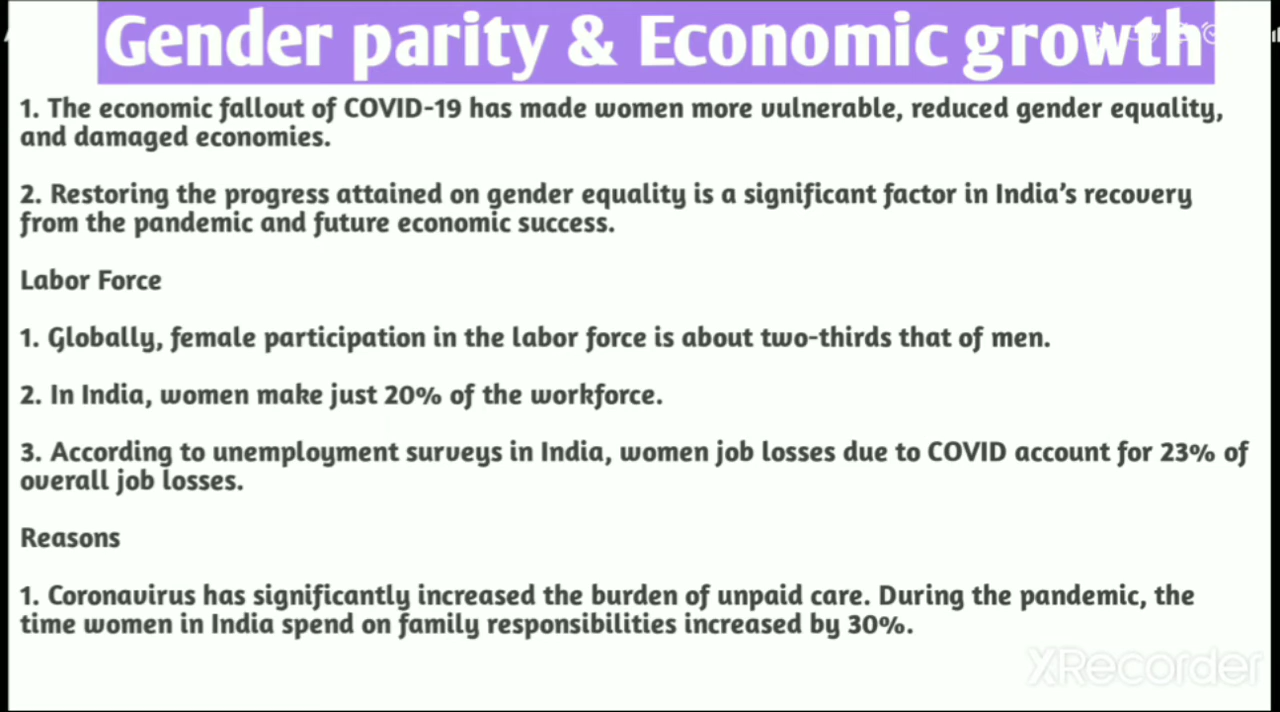 Gender parity & Economic growth
1. The economic fallout of COVID-19 has made women more vulnerable, reduced gender equality,
and damaged economies.
2. Restoring the progress attained on gender equality is a significant factor in India's recovery
from the pandemic and future economic success.
Labor Force
1. Globally, female participation in the labor force is about two-thirds that of men.
2. In India, women make just 20% of the workforce.
3. According to unemployment surveys in India, women job losses due to COVID account for 23% of
overall job losses.
Reasons
1. Coronavirus has significantly increased the burden of unpaid care. During the pandemic, the
time women in India spend on family responsibilities increased by 30%.
XRecorder